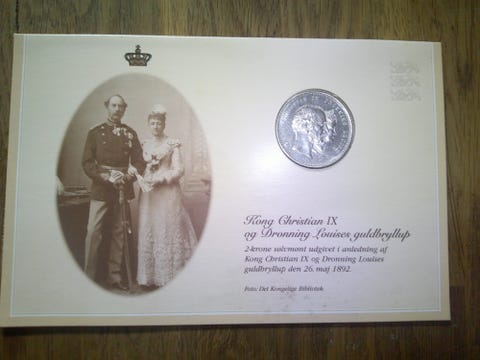 Kong Christian IX
og Dronning Louises guldbryllup
2-krone sølvmønt udgivet i anledning af
Kong Christian IX og Dronning Louises
guldbryllup den 26. maj 1892.
Foto: Det Kongelige Bibliotek